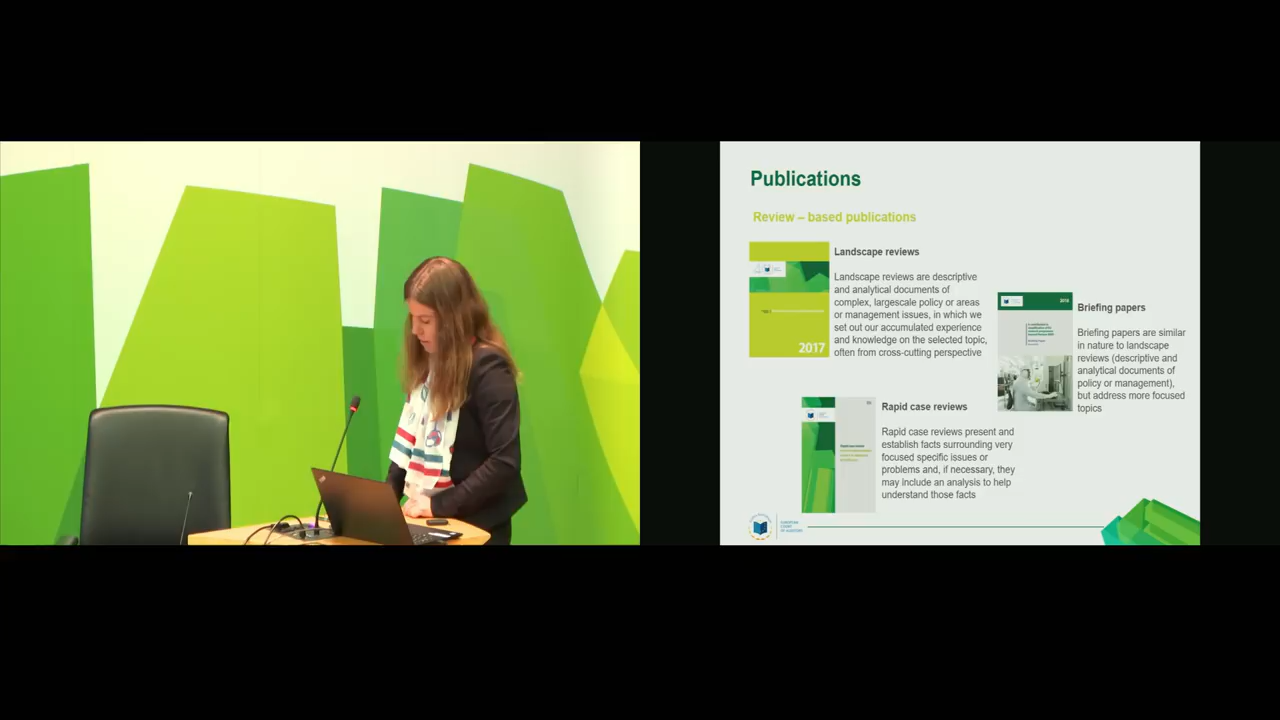 Publications
Review – based publications
Landscape reviews
Landscape reviews are descriptive
and analytical documents of
complex, largescale policy or areas
or management issues, in which we
set out our accumulated experience
and knowledge on the selected topic,
often from cross-cutting perspective
2017
Briefing papers
Briefing papers are similar
in nature to landscape
reviews (descriptive and
analytical documents of
policy or management),
but address more focused
topics
Rapid case reviews
Rapid case reviews present and
establish facts surrounding very
focused specific issues or
problems and, if necessary, they
may include an analysis to help
understand those facts
EUROPEAN
COURT
OF AUDITORS